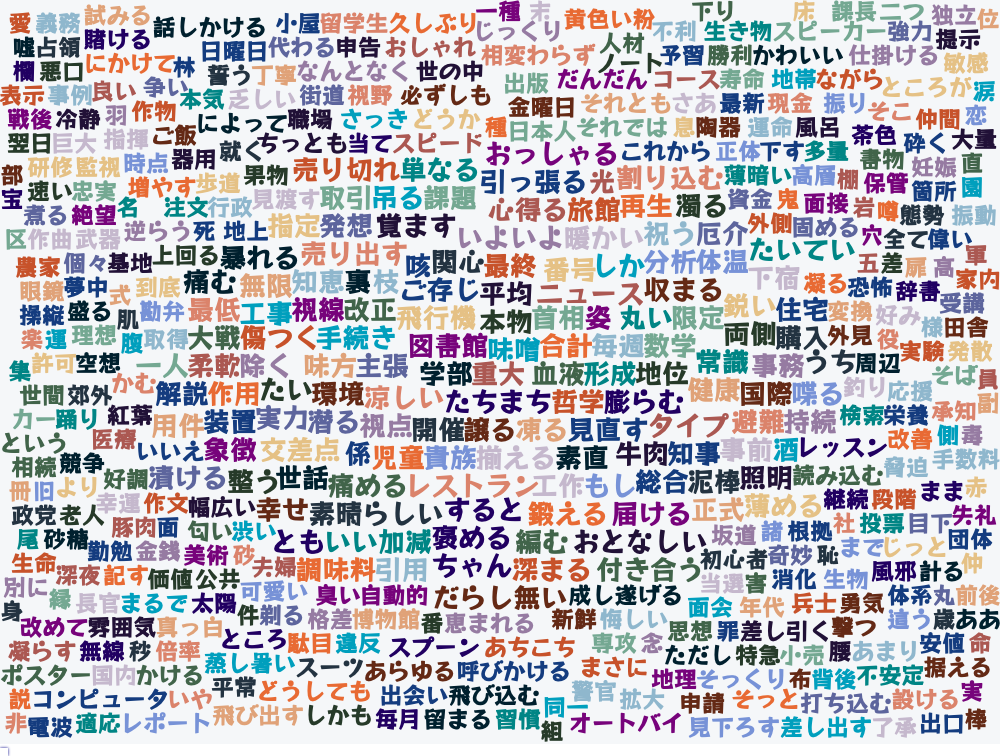 愛 義務 試みる 話しかける 小屋 留学生 久しぶり 一種 末 黄色い 粉 下り 床 課長 二つ 独立 位
じっくり 不利 生き物 スピーカー 強力 提示
嘘 占領 賭ける 日曜日 代わる 申告 おしゃれ 相変わらず 人材 ノート 予習 勝利 かわいい 仕掛ける 敏感
欄 悪口 にかけて 林 誓う 丁寧 なんとなく 世の中 出版 だんだん コース 寿命 地帯 ながら ところが 涙
表示 事例 良い 争い 本気 乏しい 街道 視野 必ずしも 金曜日 それとも さあ 最新 現金 振り そこ 仲間 恋
戦後 冷静 羽 作物 によって 職場 さっき どうか 種 日本人 それでは 息 陶器 運命 風呂 茶色 砕く 大量
翌日 巨大 指揮 ご飯 就く ちっとも 当て スピード おっしゃる これから 正体 下す 多量 書物 妊娠 直
部 研修 監視 時点 器用 果物 売り切れ 単なる 引っ張る 光 割り込む 薄暗い 高層 棚 保管 箇所 園
宝 速い 忠実 増やす 歩道 見渡す 取引 吊る 課題 心得る 旅館 再生 濁る 資金 鬼 面接 岩 噂 態勢 振動
煮る 絶望 名 注文 行政 指定 発想 覚ます いよいよ 暖かい 祝う 厄介 外側 固める 穴 全て 偉い
区 作曲 武器 逆らう 死 地上 たいてい 軍
農家 個々 基地 上回る 暴れる 売り出す 咳 関心 最終 番号 しか 分析 体温 下宿 五 差 扉 高 家内
眼鏡 夢中 式 到底 痛む 無限 知恵 裏 枝 ご存じ 平均 ニュース 収まる 凝る 恐怖 辞書 受講
操縦 盛る 肌 勘弁 最低 工事 視線 改正 飛行機 本物 首相 姿 丸い 限定 鋭い 住宅 変換 好み 様 田舎
楽 運 理想 腹 取得 大戦 傷つく 手続き 図書館 味噌 合計 毎週 数学 両側 購入 外見 役 実験 発散
集 許可 空想 一人 柔軟 除く 味方 主張 学部 重大 血液 形成 地位 常識 事務 うち 周辺 そば 員
世間 郊外 かむ 解説 作用 たい 環境 涼しい たちまち 哲学 膨らむ 健康 国際 喋る 釣り 応援 副
カー 踊り 紅葉 用件 装置 実力 潜る 視点 開催 譲る 凍る 見直す タイプ 避難 持続 検索 栄養 承知
という 医療 いいえ 象徴 交差点 係 児童 貴族 揃える 素直 牛肉 知事 事前 酒 レッスン 改善 側 毒
相続 競争 好調 漬ける 整う 世話 痛める レストラン 工作 もし 総合 泥棒 照明 読み込む 脅迫 手数料
冊 旧 より 幸運 作文 幅広い 幸せ 素晴らしい すると 鍛える 届ける 正式 薄める 継続 段階 まま 赤
政党 老人 豚肉 面 匂い 渋い ともいい 加減 褒める 編む おとなしい 坂道 諸 根拠 社 投票 目下 失礼
尾 砂糖 勤勉 金銭 美術 砂 夫婦 調味料 引用 ちゃん 深まる 付き合う 初心者 奇妙 恥 まで じっと 団体
生命 深夜 記す 価値 公共 当選 害 消化 生物 風邪 計る 仲
別に 縁 長官 まるで 太陽 可愛い 臭い 自動的 だらし無い 成し遂げる 面会 年代 兵士 勇気 体系 丸 前後
身 改めて 雰囲気 真っ白 件 剃る 格差 博物館 番 恵まれる 新鮮 悔しい 思想 罪 差し引く 撃つ 這う 歳 ああ
凝らす 無線 秒 倍率 ところ 駄目 違反 スプーン あちこち 専攻 念 ただし 特急 小売 腰 あまり 安値 命
ポスター 国内 かける 蒸し暑い スーツ あらゆる 呼びかける まさに 地理 そっくり 布 背後 不安定 据える
説 コンピュータ いや 平常 どうしても 出会い 飛び込む 同一 警官 拡大 申請 そっと 打ち込む 設ける 実
非 電波 適応 レポート 飛び出す しかも 毎月 留まる 習慣 組 オートバイ 見下ろす 差し出す 了承 出口 棒